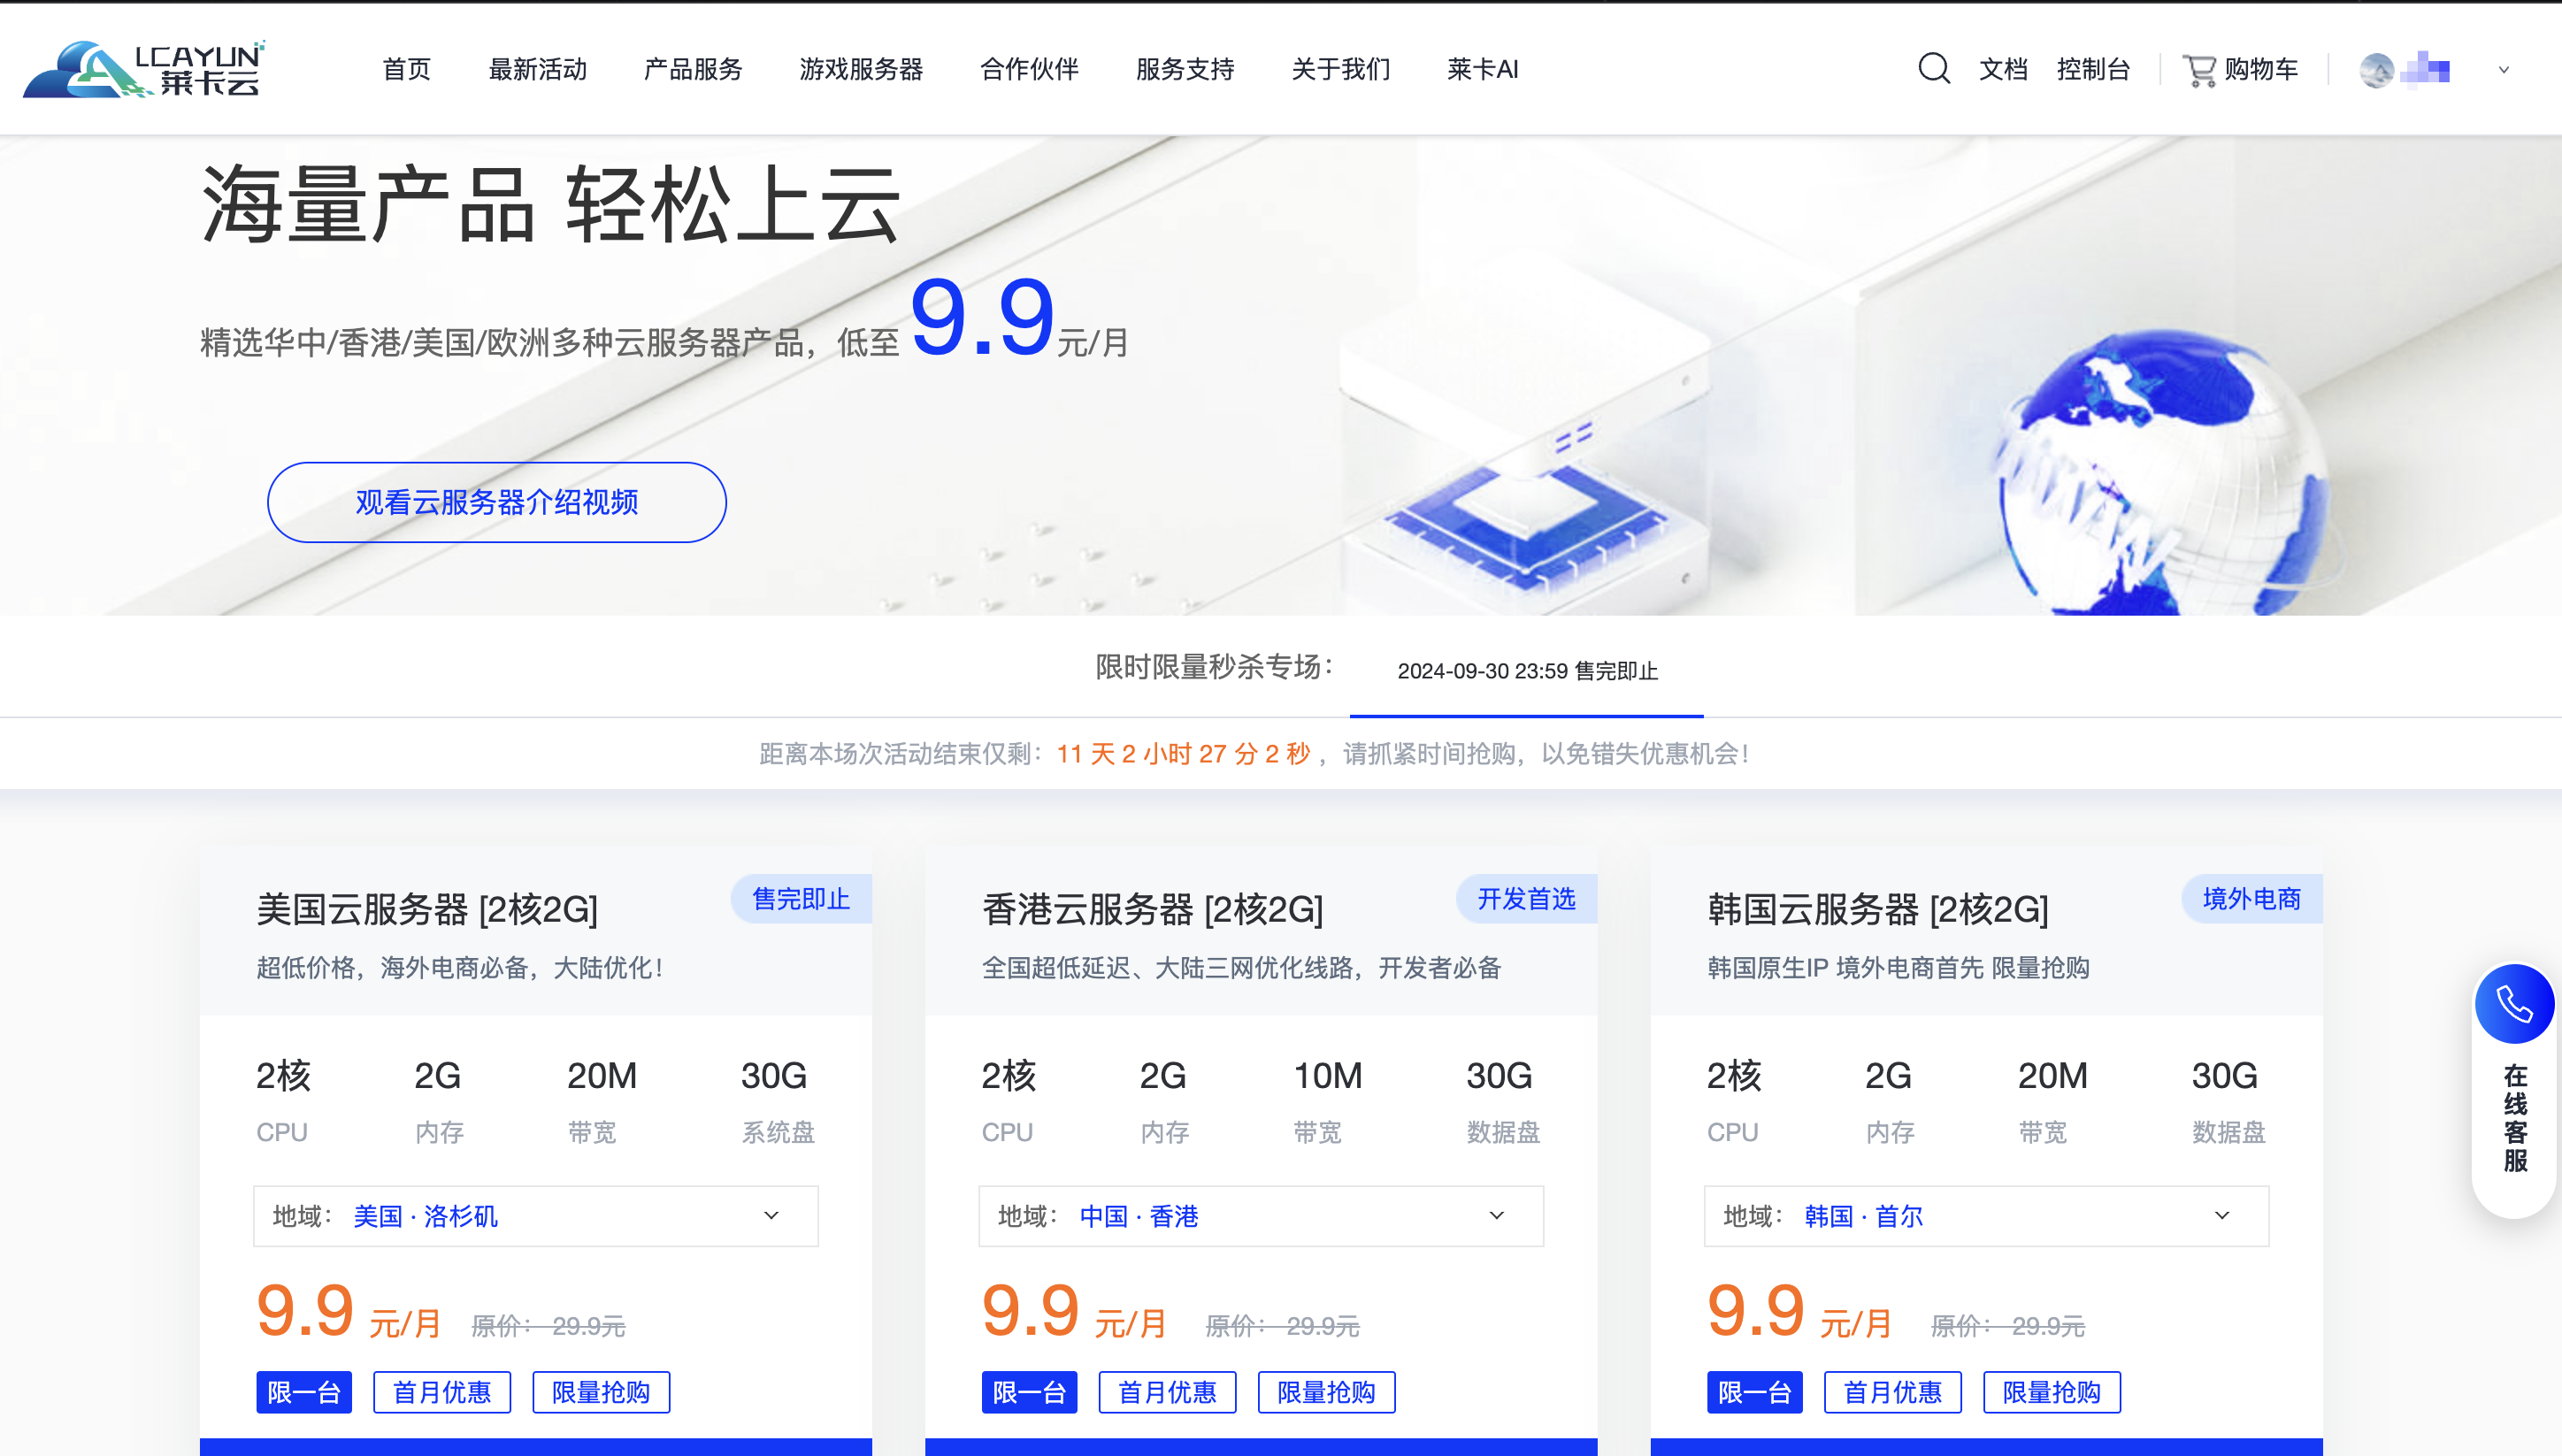 LCAYUN
莱卡云
首页 最新活动 产品服务 游戏服务器 合作伙伴 服务支持 关于我们 莱卡AI
文档 控制台 购物车
海量产品 轻松上云
精选华中/香港/美国/欧洲多种云服务器产品，低至 9.9 元/月
观看云服务器介绍视频
限时限量秒杀专场： 2024-09-30 23:59 售完即止
距离本场次活动结束仅剩：11 天 2 小时 27 分 2 秒 ，请抓紧时间抢购，以免错失优惠机会！
美国云服务器 [2核2G] 售完即止
超低价格，海外电商必备，大陆优化！
2核 2G 20M 30G
CPU 内存 带宽 系统盘
地域： 美国 · 洛杉矶
9.9 元/月 原价： 29.9元
限一台 首月优惠 限量抢购
香港云服务器 [2核2G] 开发首选
全国超低延迟、大陆三网优化线路，开发者必备
2核 2G 10M 30G
CPU 内存 带宽 数据盘
地域： 中国 · 香港
9.9 元/月 原价： 29.9元
限一台 首月优惠 限量抢购
韩国云服务器 [2核2G] 境外电商
韩国原生IP 境外电商首先 限量抢购
2核 2G 20M 30G
CPU 内存 带宽 数据盘
地域： 韩国 · 首尔
9.9 元/月 原价： 29.9元
限一台 首月优惠 限量抢购
在线客服